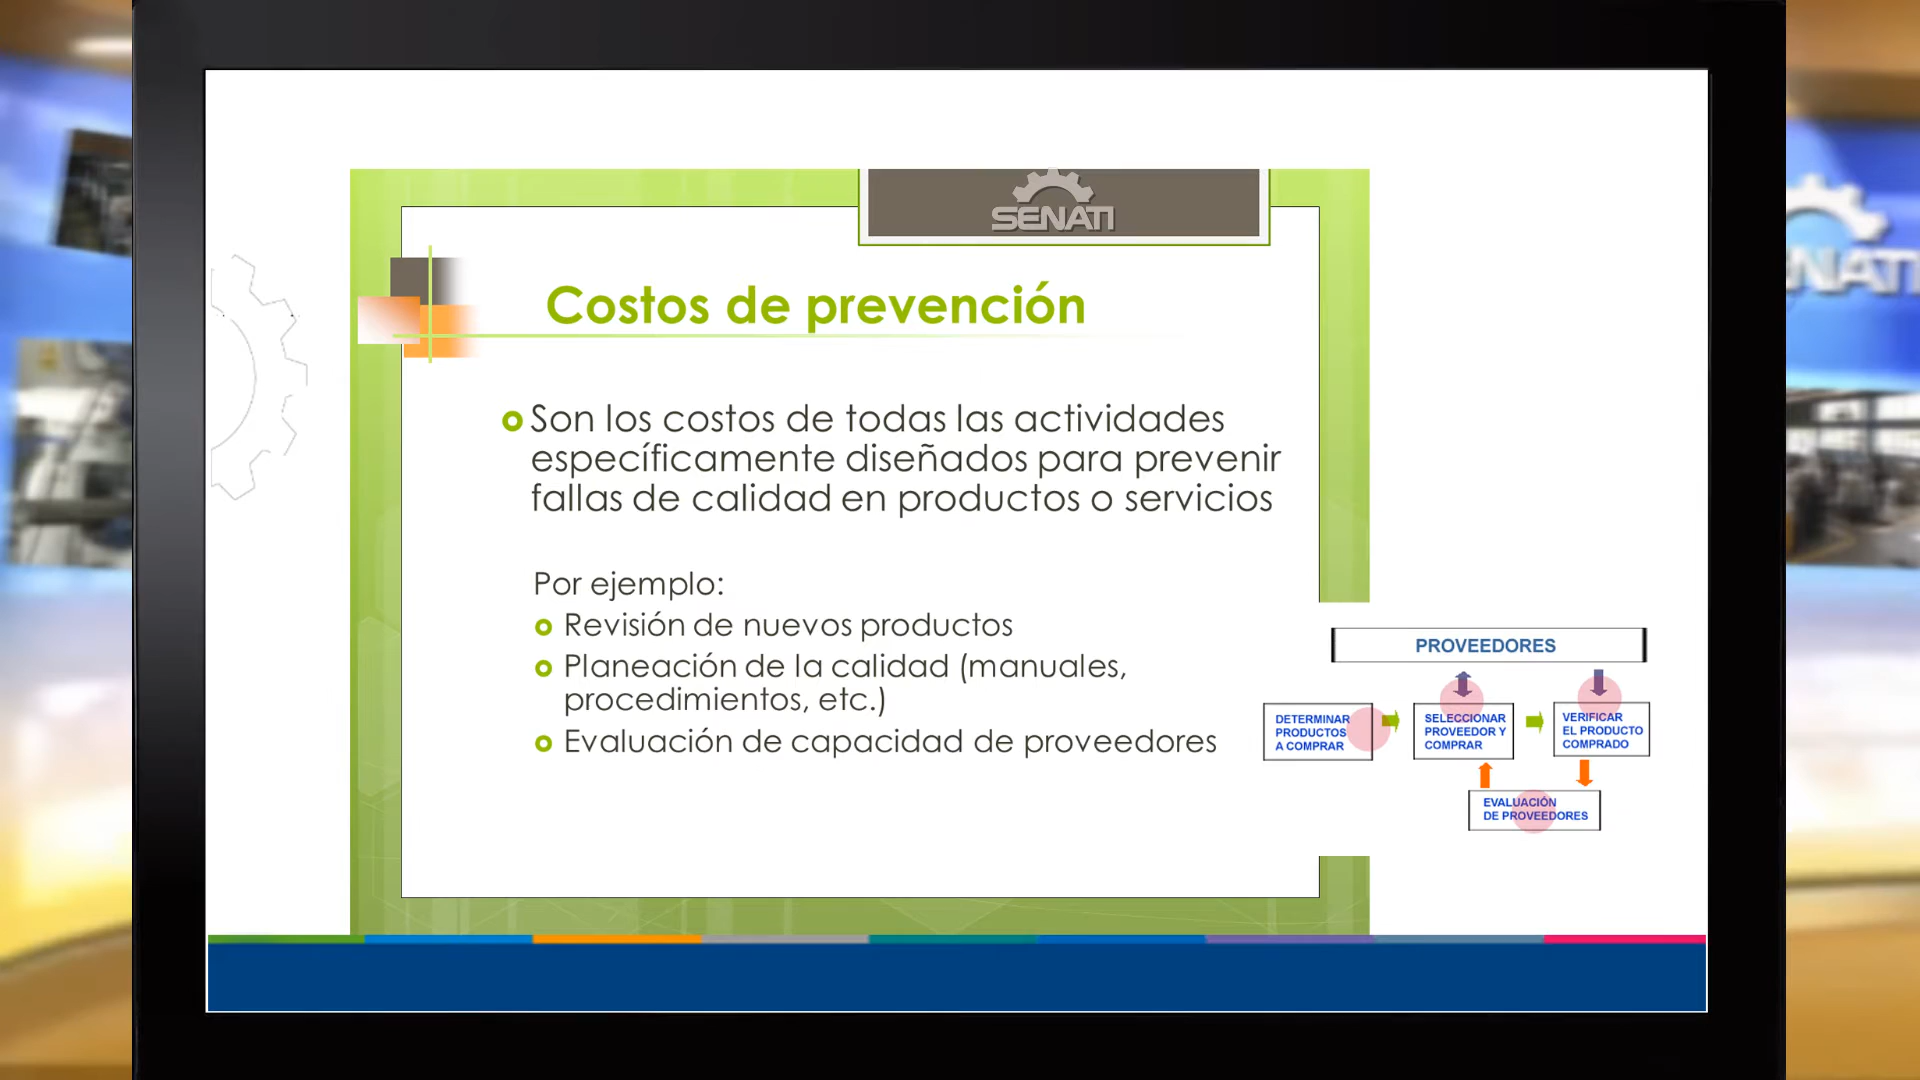 SENATI
Costos de prevención
Son los costos de todas las actividades
específicamente diseñados para prevenir
fallas de calidad en productos o servicios
Por ejemplo:
Revisión de nuevos productos
Planeación de la calidad (manuales,
procedimientos, etc.)
Evaluación de capacidad de proveedores
PROVEEDORES
DETERMINAR
PRODUCTOS
A COMPRAR
SELECCIONAR
PROVEEDOR Y
COMPRAR
VERIFICAR
EL PRODUCTO
COMPRADO
EVALUACIÓN
DE PROVEEDORES